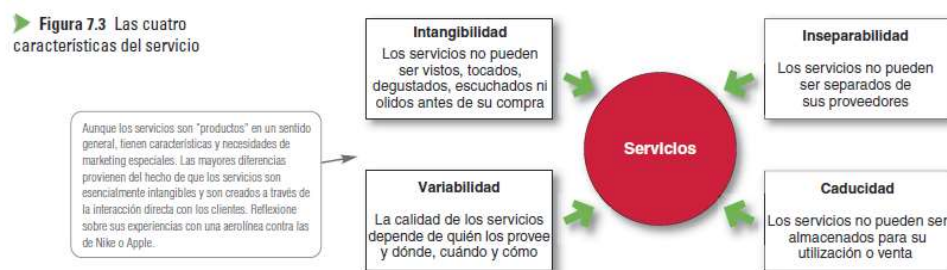 Figura 7.3 Las cuatro
características del servicio
Aunque los servicios son "productos" en un sentido
general, tienen características y necesidades de
marketing especiales. Las mayores diferencias
provienen del hecho de que los servicios son
esencialmente intangibles y son creados a través de
la interacción directa con los clientes. Reflexione
sobre sus experiencias con una aerolínea contra las
de Nike o Apple.
Intangibilidad
Los servicios no pueden
ser vistos, tocados,
degustados, escuchados ni
olidos antes de su compra
Inseparabilidad
Los servicios no pueden
ser separados de
sus proveedores
Servicios
Variabilidad
La calidad de los servicios
depende de quién los provee
y dónde, cuándo y cómo
Caducidad
Los servicios no pueden ser
almacenados para su
utilización o venta